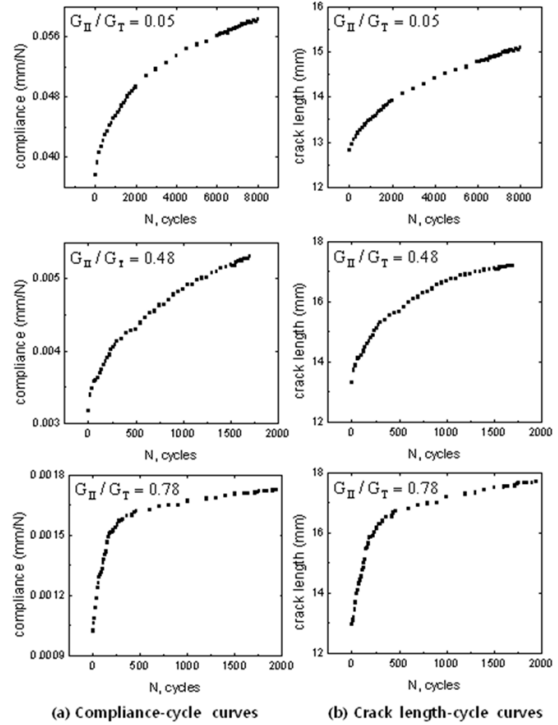 G_II / G_T = 0.05
compliance (mm/N)
0.056
0.048
0.040
0 2000 4000 6000 8000
N, cycles
G_II / G_T = 0.05
crack length (mm)
16
15
14
13
12
0 2000 4000 6000 8000
N, cycles
G_II / G_T = 0.48
compliance (mm/N)
0.005
0.004
0.003
0 500 1000 1500 2000
N, cycles
G_II / G_T = 0.48
crack length (mm)
18
16
14
12
0 500 1000 1500 2000
N, cycles
G_II / G_T = 0.78
compliance (mm/N)
0.0018
0.0015
0.0012
0.0009
0 500 1000 1500 2000
N, cycles
G_II / G_T = 0.78
crack length (mm)
18
16
14
12
0 500 1000 1500 2000
N, cycles
(a) Compliance-cycle curves
(b) Crack length-cycle curves